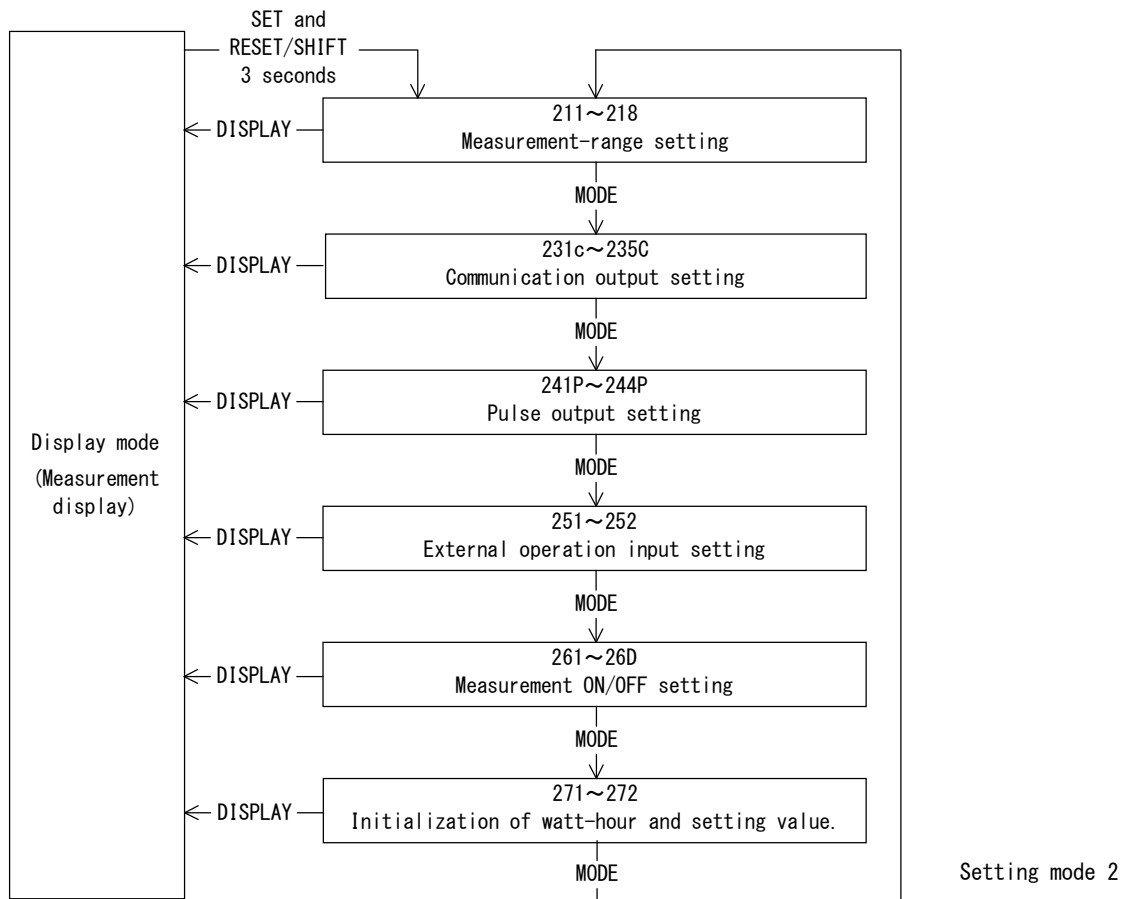 SET and
RESET/SHIFT
3 seconds
211～218
Measurement-range setting
DISPLAY
MODE
231c～235C
Communication output setting
DISPLAY
MODE
241P～244P
Pulse output setting
DISPLAY
MODE
Display mode
(Measurement
display)
251～252
External operation input setting
DISPLAY
MODE
261～26D
Measurement ON/OFF setting
DISPLAY
MODE
271～272
Initialization of watt-hour and setting value.
DISPLAY
MODE
Setting mode 2